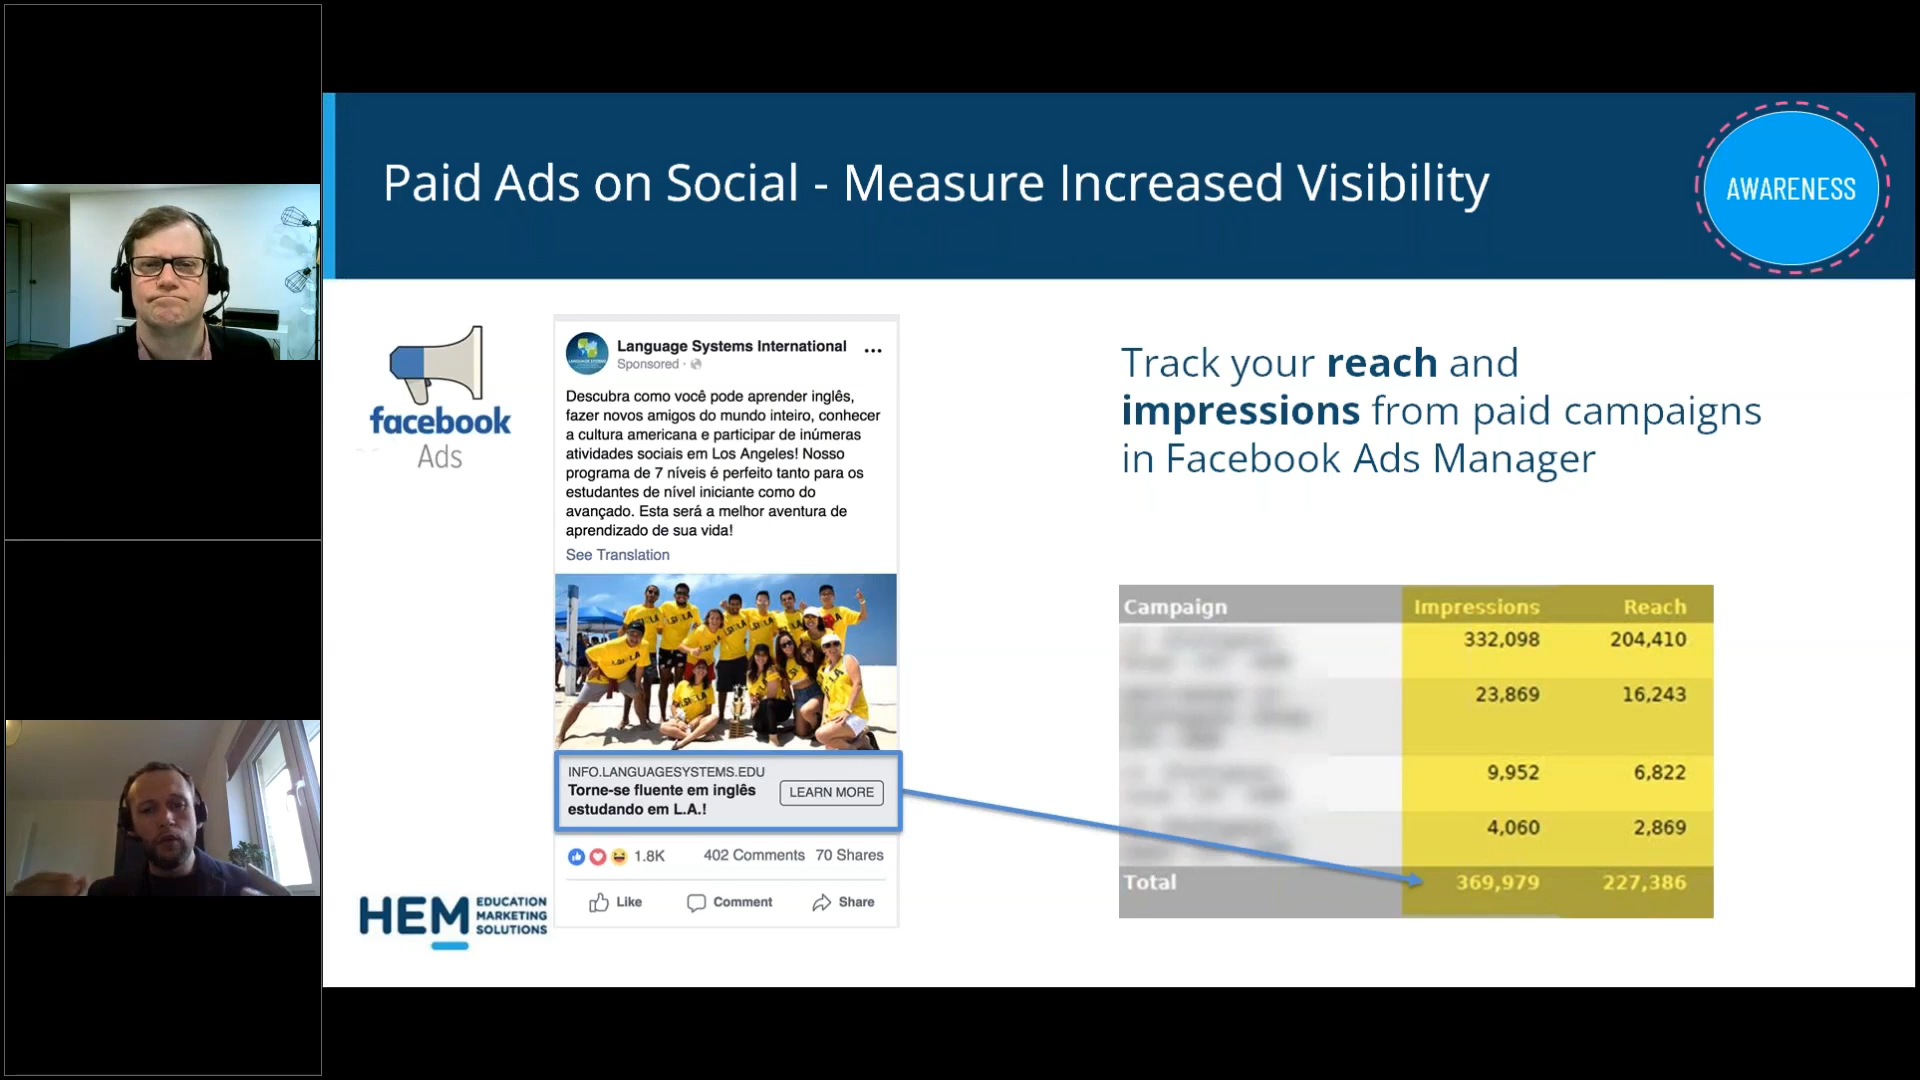 Paid Ads on Social - Measure Increased Visibility
AWARENESS
facebook
Ads
Language Systems International
Sponsored ·
Descubra como você pode aprender inglês,
fazer novos amigos do mundo inteiro, conhecer
a cultura americana e participar de inúmeras
atividades sociais em Los Angeles! Nosso
programa de 7 níveis é perfeito tanto para os
estudantes de nível iniciante como do
avançado. Esta será a melhor aventura de
aprendizado de sua vida!
See Translation
INFO.LANGUAGESYSTEMS.EDU
Torne-se fluente em inglês
estudando em L.A.!
LEARN MORE
1.8K 402 Comments 70 Shares
Like Comment Share
HEM EDUCATION
MARKETING
SOLUTIONS
Track your reach and
impressions from paid campaigns
in Facebook Ads Manager
Campaign Impressions Reach
332,098 204,410
23,869 16,243
9,952 6,822
4,060 2,869
Total 369,979 227,386